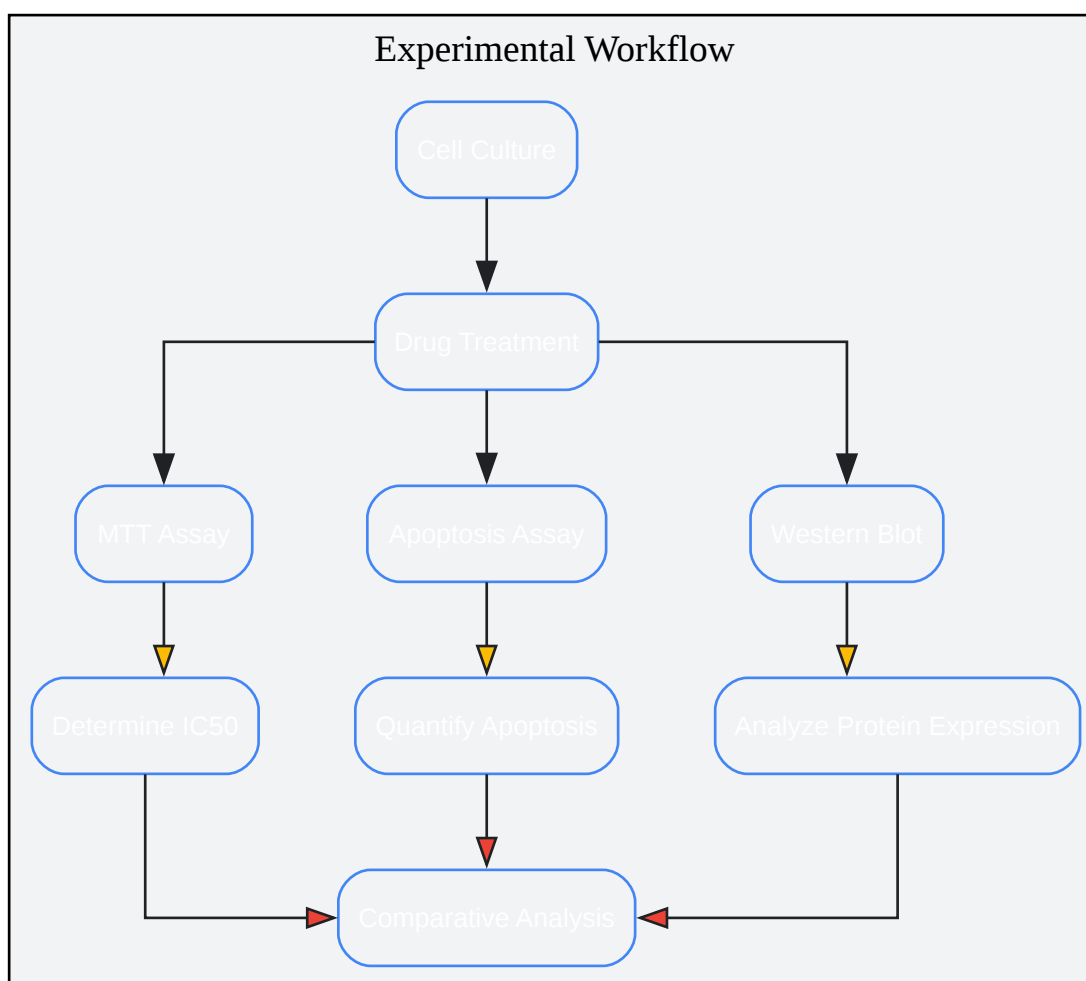 Experimental Workflow
Cell Culture
Drug Treatment
MTT Assay
Apoptosis Assay
Western Blot
Determine IC50
Quantify Apoptosis
Analyze Protein Expression
Comparative Analysis